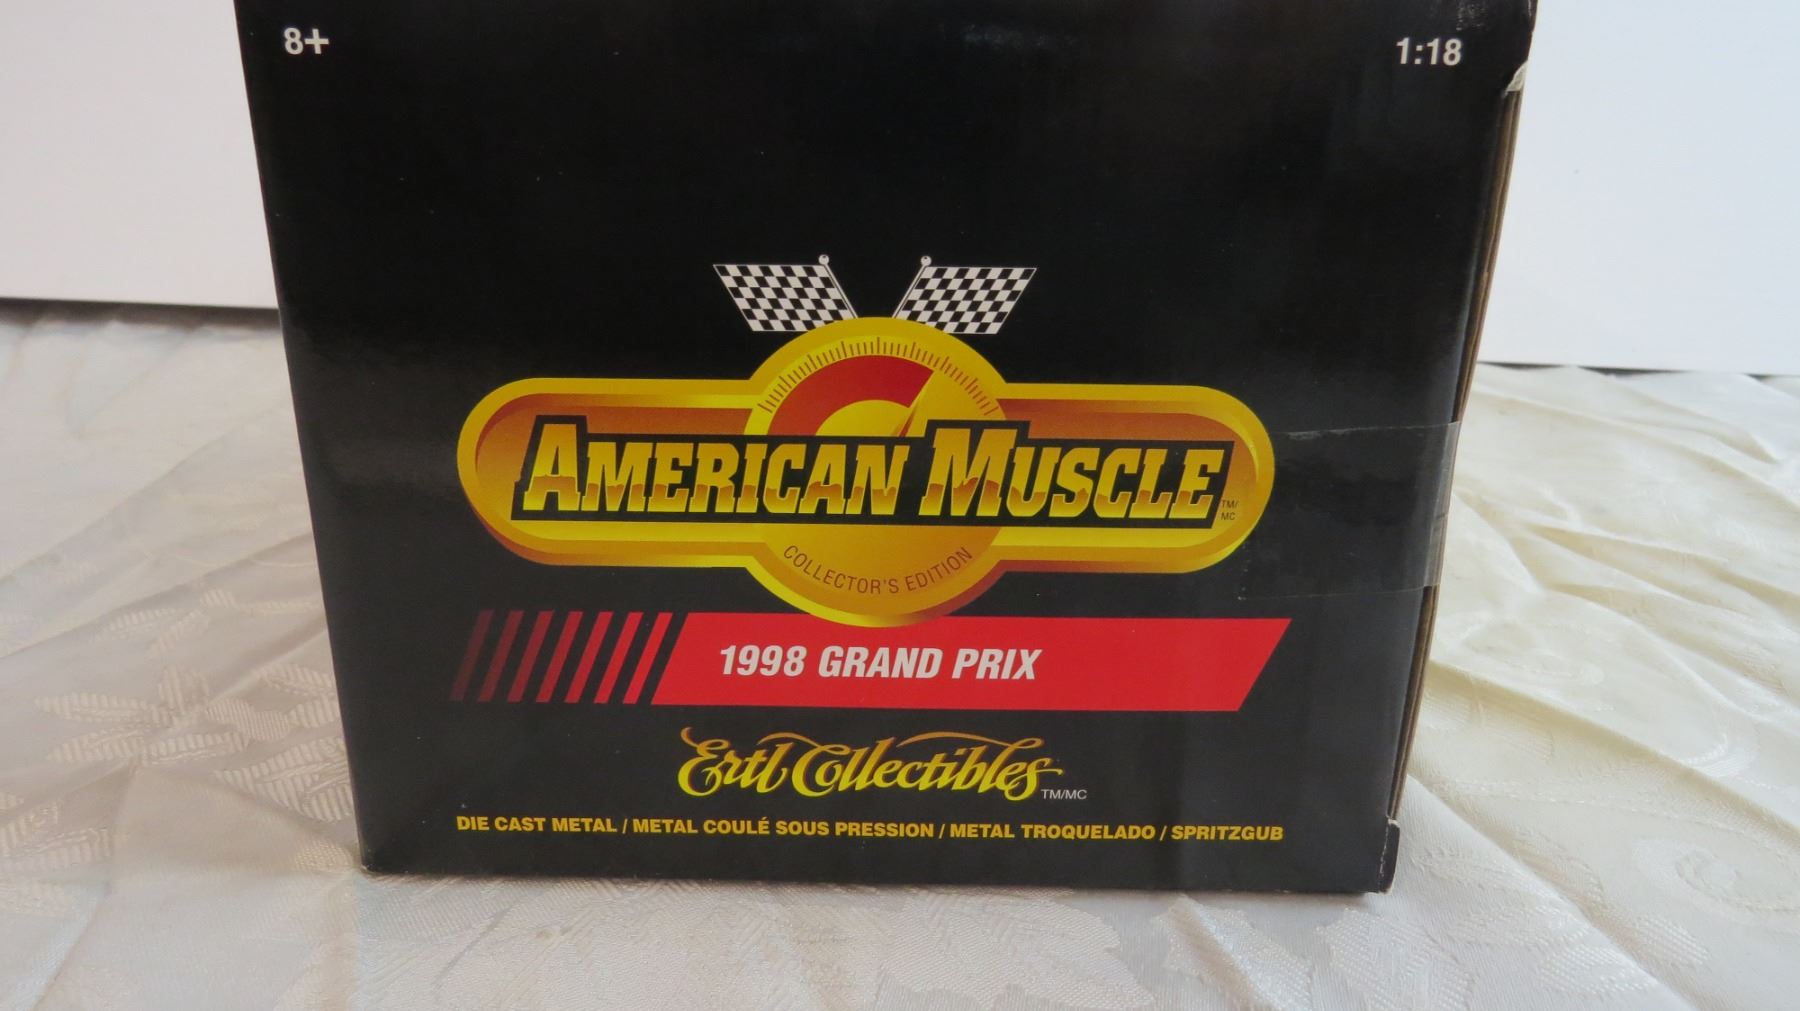 8+
1:18
AMERICAN MUSCLE TM/MC
COLLECTOR'S EDITION
1998 GRAND PRIX
Ertl Collectibles TM/MC
DIE CAST METAL / METAL COULÉ SOUS PRESSION / METAL TROQUELADO / SPRITZGUB